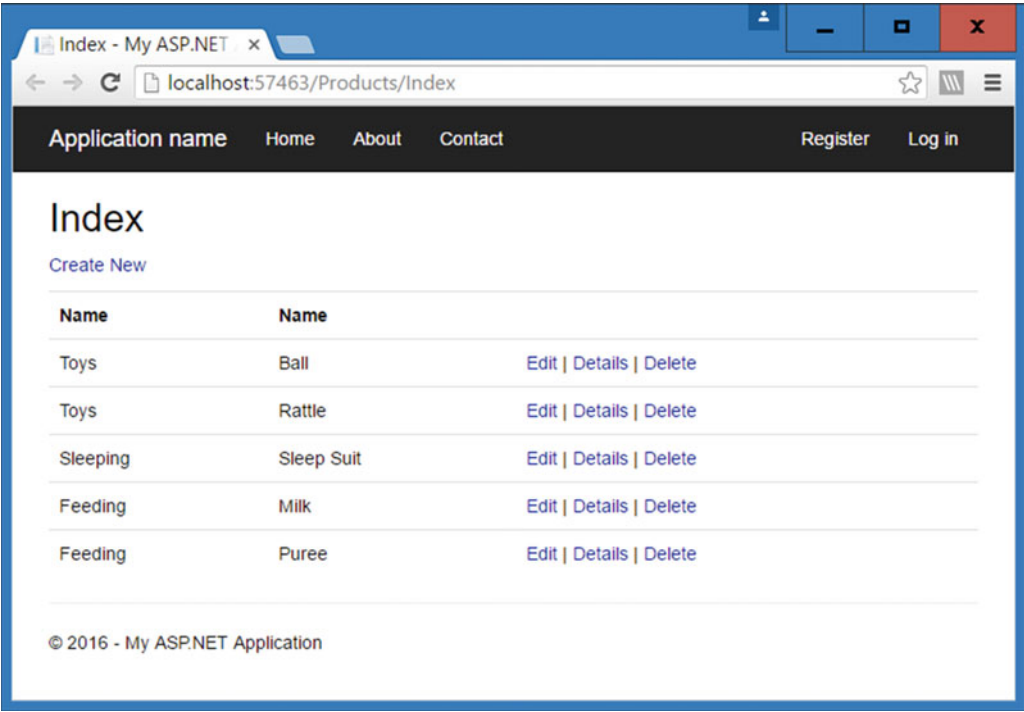 Index - My ASP.NET
localhost:57463/Products/Index
Application name Home About Contact Register Log in
Index
Create New
Name Name
Toys Ball Edit | Details | Delete
Toys Rattle Edit | Details | Delete
Sleeping Sleep Suit Edit | Details | Delete
Feeding Milk Edit | Details | Delete
Feeding Puree Edit | Details | Delete
© 2016 - My ASP.NET Application